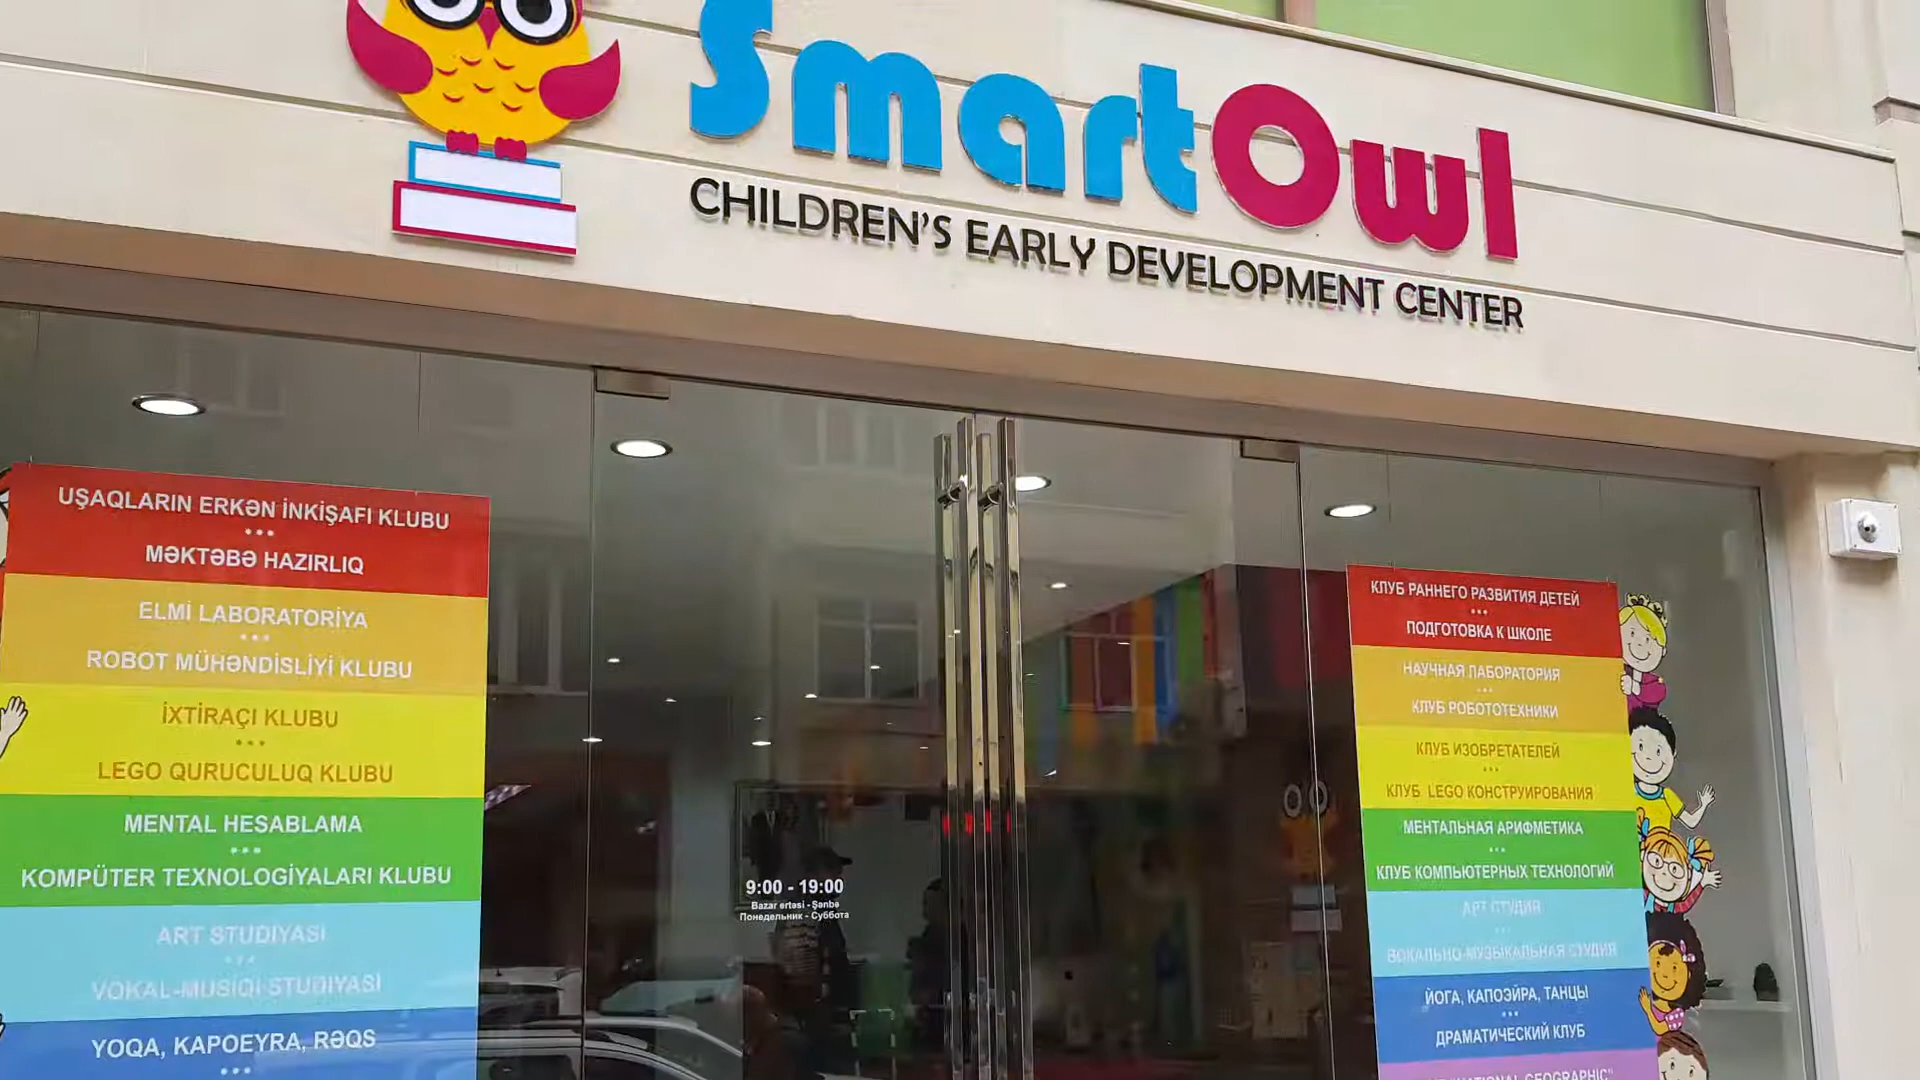 SmartOwl
CHILDREN'S EARLY DEVELOPMENT CENTER
UŞAQLARIN ERKƏN İNKİŞAFI KLUBU
MƏKTƏBƏ HAZIRLIQ
ELMİ LABORATORİYA
ROBOT MÜHƏNDİSLİYİ KLUBU
İXTİRAÇI KLUBU
LEGO QURUCULUQ KLUBU
MENTAL HESABLAMA
KOMPÜTER TEXNOLOGİYALARI KLUBU
ART STUDİYASI
VOKAL-MUSİQİ STUDİYASI
YOQA, KAPOEYRA, RƏQS
9:00 - 19:00
Bazar ertəsi - Şənbə
Понедельник - Суббота
КЛУБ РАННЕГО РАЗВИТИЯ ДЕТЕЙ
ПОДГОТОВКА К ШКОЛЕ
НАУЧНАЯ ЛАБОРАТОРИЯ
КЛУБ РОБОТОТЕХНИКИ
КЛУБ ИЗОБРЕТАТЕЛЕЙ
КЛУБ LEGO КОНСТРУИРОВАНИЯ
МЕНТАЛЬНАЯ АРИФМЕТИКА
КЛУБ КОМПЬЮТЕРНЫХ ТЕХНОЛОГИЙ
АРТ СТУДИЯ
ВОКАЛЬНО-МУЗЫКАЛЬНАЯ СТУДИЯ
ЙОГА, КАПОЭЙРА, ТАНЦЫ
ДРАМАТИЧЕСКИЙ КЛУБ
"NATIONAL GEOGRAPHIC"